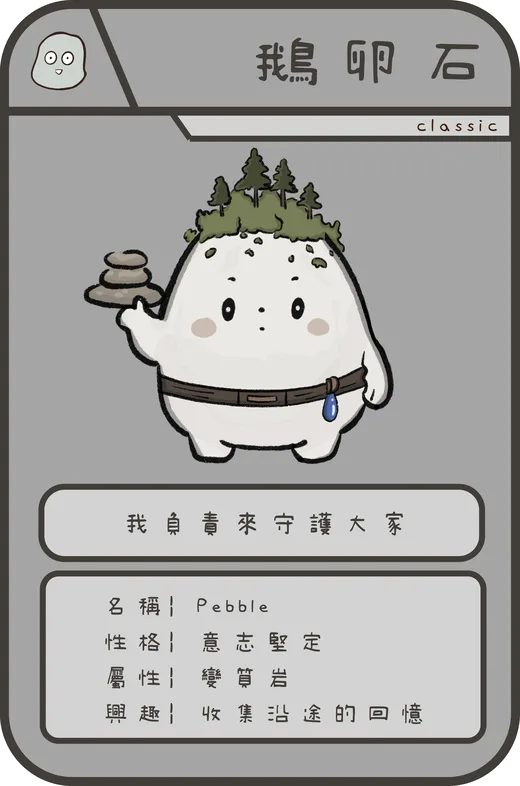 鵝卵石
classic
我負責來守護大家
名稱| Pebble
性格| 意志堅定
屬性| 變質岩
興趣| 收集沿途的回憶